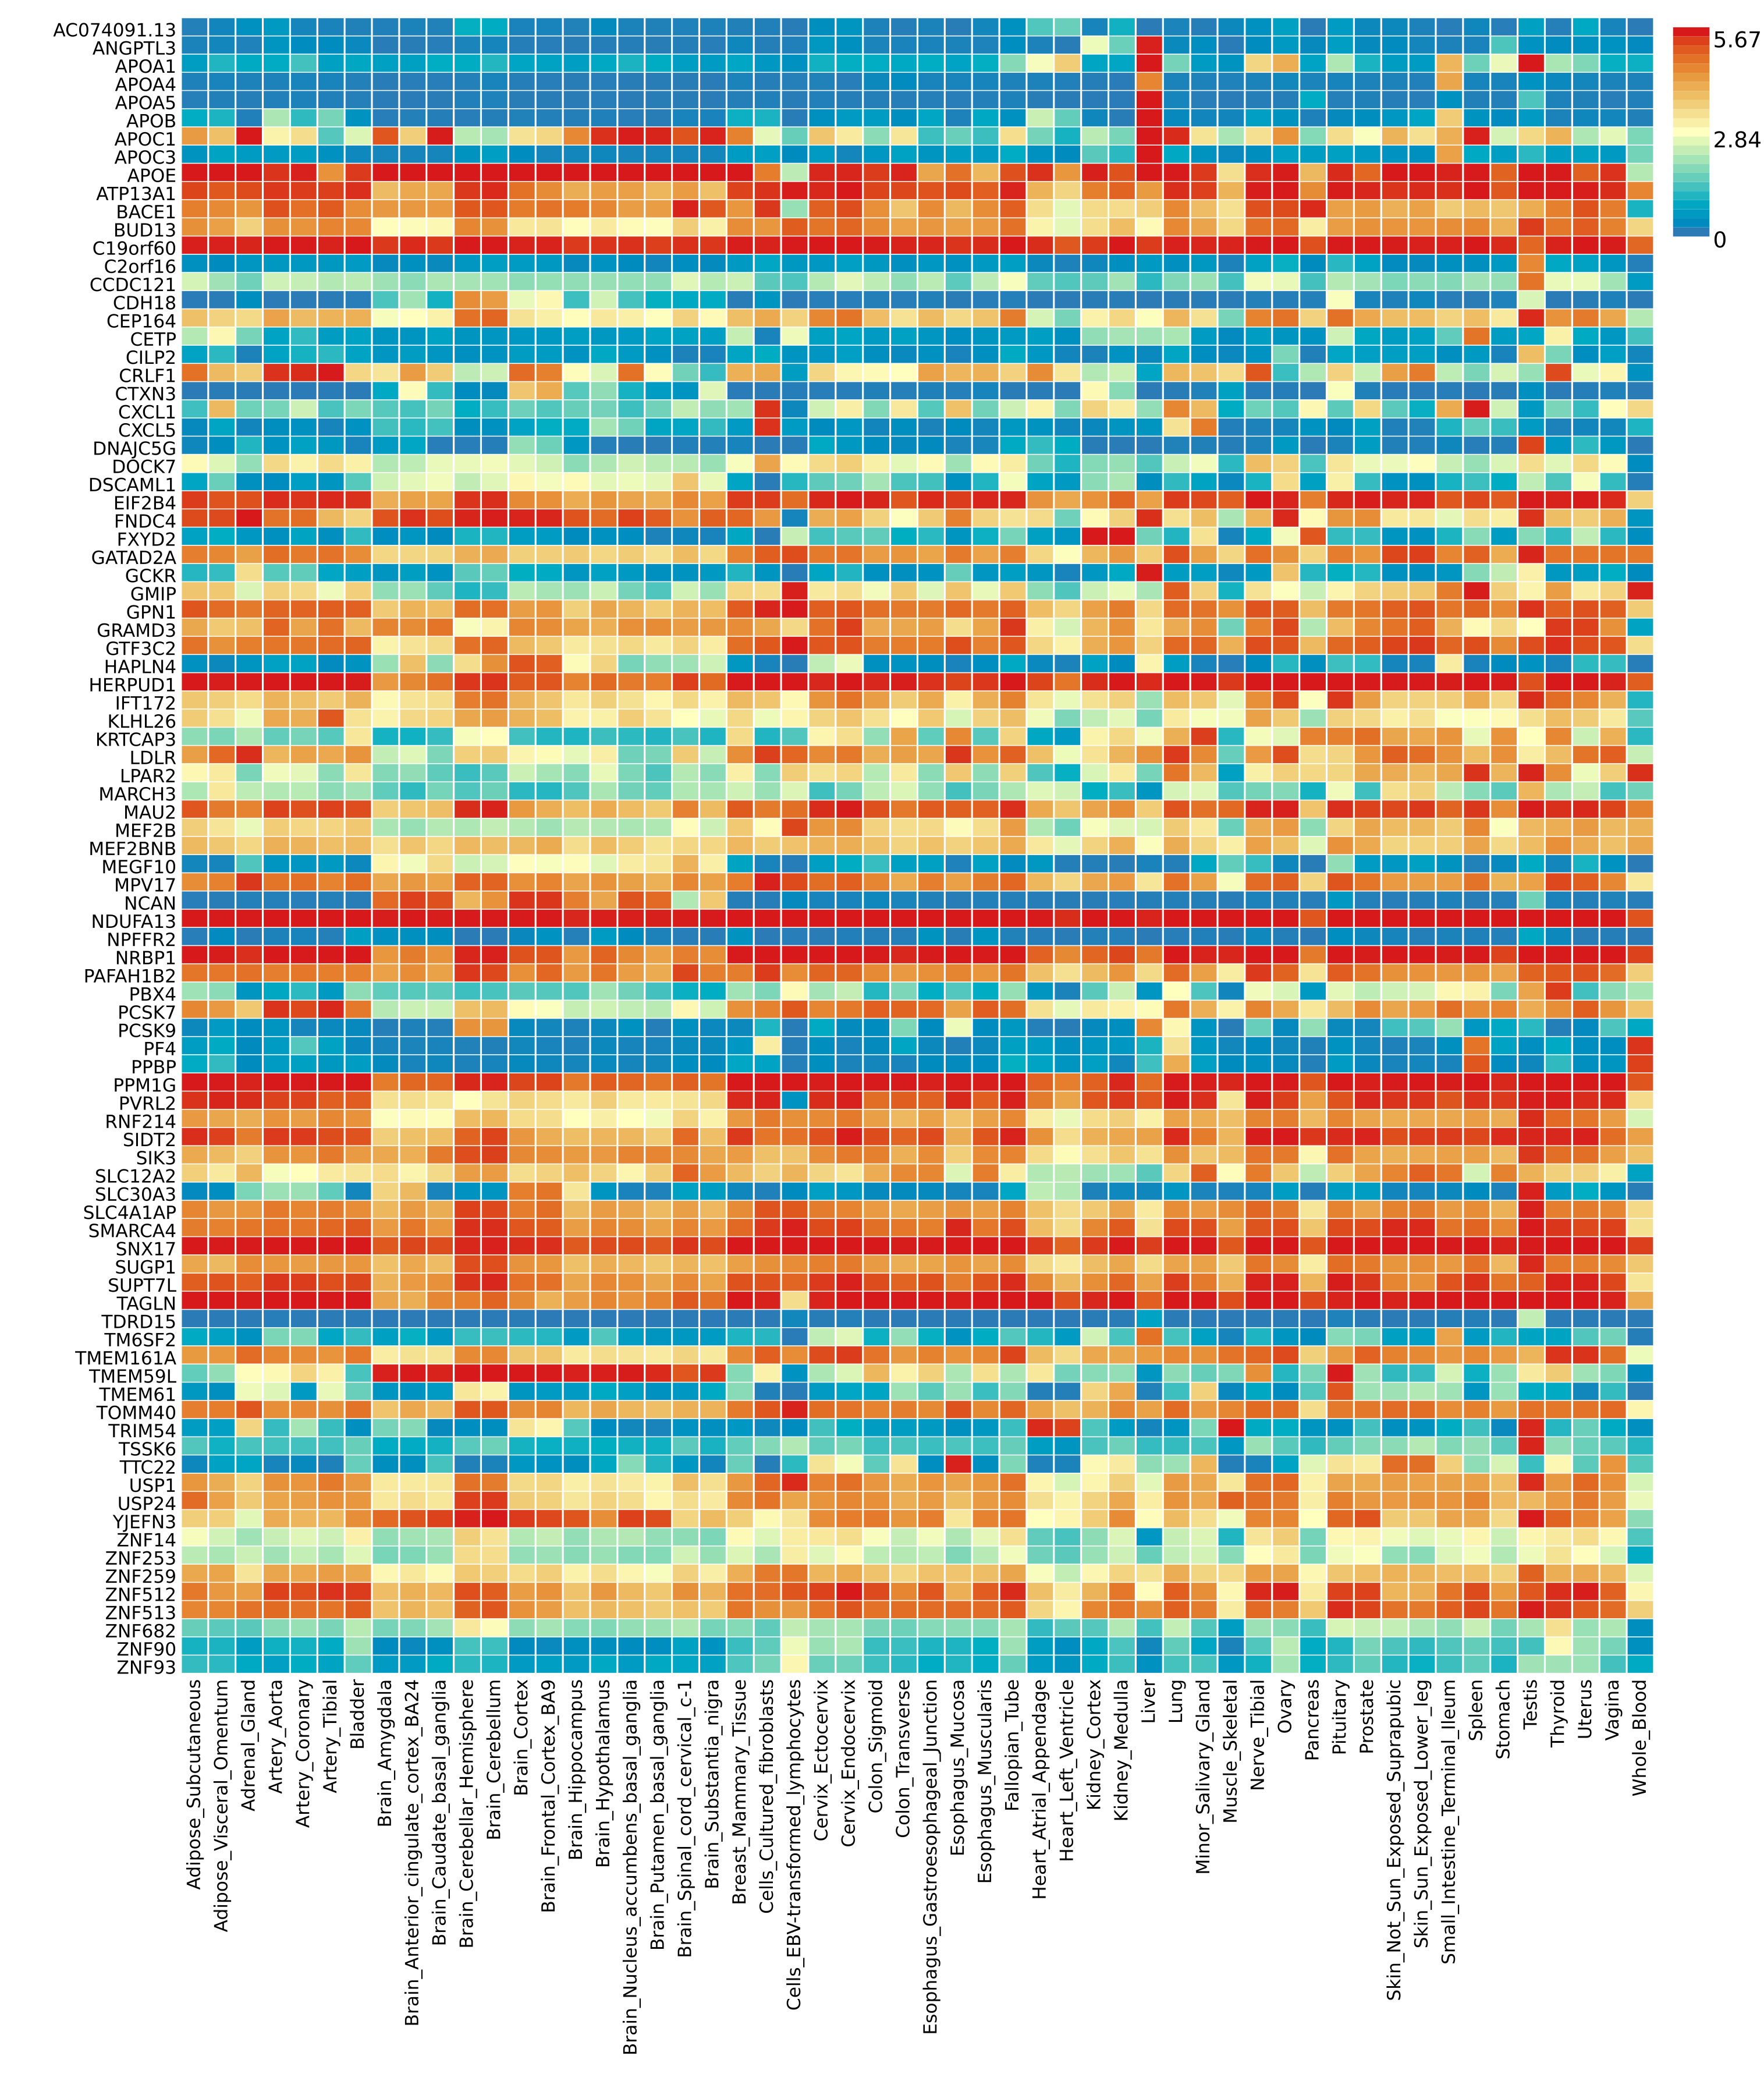 5.67
2.84
0
AC074091.13
ANGPTL3
APOA1
APOA4
APOA5
APOB
APOC1
APOC3
APOE
ATP13A1
BACE1
BUD13
C19orf60
C2orf16
CCDC121
CDH18
CEP164
CETP
CILP2
CRLF1
CTXN3
CXCL1
CXCL5
DNAJC5G
DOCK7
DSCAML1
EIF2B4
FNDC4
FXYD2
GATAD2A
GCKR
GMIP
GPN1
GRAMD3
GTF3C2
HAPLN4
HERPUD1
IFT172
KLHL26
KRTCAP3
LDLR
LPAR2
MARCH3
MAU2
MEF2B
MEF2BNB
MEGF10
MPV17
NCAN
NDUFA13
NPFFR2
NRBP1
PAFAH1B2
PBX4
PCSK7
PCSK9
PF4
PPBP
PPM1G
PVRL2
RNF214
SIDT2
SIK3
SLC12A2
SLC30A3
SLC4A1AP
SMARCA4
SNX17
SUGP1
SUPT7L
TAGLN
TDRD15
TM6SF2
TMEM161A
TMEM59L
TMEM61
TOMM40
TRIM54
TSSK6
TTC22
USP1
USP24
YJEFN3
ZNF14
ZNF253
ZNF259
ZNF512
ZNF513
ZNF682
ZNF90
ZNF93
Adipose_Subcutaneous
Adipose_Visceral_Omentum
Adrenal_Gland
Artery_Aorta
Artery_Coronary
Artery_Tibial
Bladder
Brain_Amygdala
Brain_Anterior_cingulate_cortex_BA24
Brain_Caudate_basal_ganglia
Brain_Cerebellar_Hemisphere
Brain_Cerebellum
Brain_Cortex
Brain_Frontal_Cortex_BA9
Brain_Hippocampus
Brain_Hypothalamus
Brain_Nucleus_accumbens_basal_ganglia
Brain_Putamen_basal_ganglia
Brain_Spinal_cord_cervical_c-1
Brain_Substantia_nigra
Breast_Mammary_Tissue
Cells_Cultured_fibroblasts
Cells_EBV-transformed_lymphocytes
Cervix_Ectocervix
Cervix_Endocervix
Colon_Sigmoid
Colon_Transverse
Esophagus_Gastroesophageal_Junction
Esophagus_Mucosa
Esophagus_Muscularis
Fallopian_Tube
Heart_Atrial_Appendage
Heart_Left_Ventricle
Kidney_Cortex
Kidney_Medulla
Liver
Lung
Minor_Salivary_Gland
Muscle_Skeletal
Nerve_Tibial
Ovary
Pancreas
Pituitary
Prostate
Skin_Not_Sun_Exposed_Suprapubic
Skin_Sun_Exposed_Lower_leg
Small_Intestine_Terminal_Ileum
Spleen
Stomach
Testis
Thyroid
Uterus
Vagina
Whole_Blood